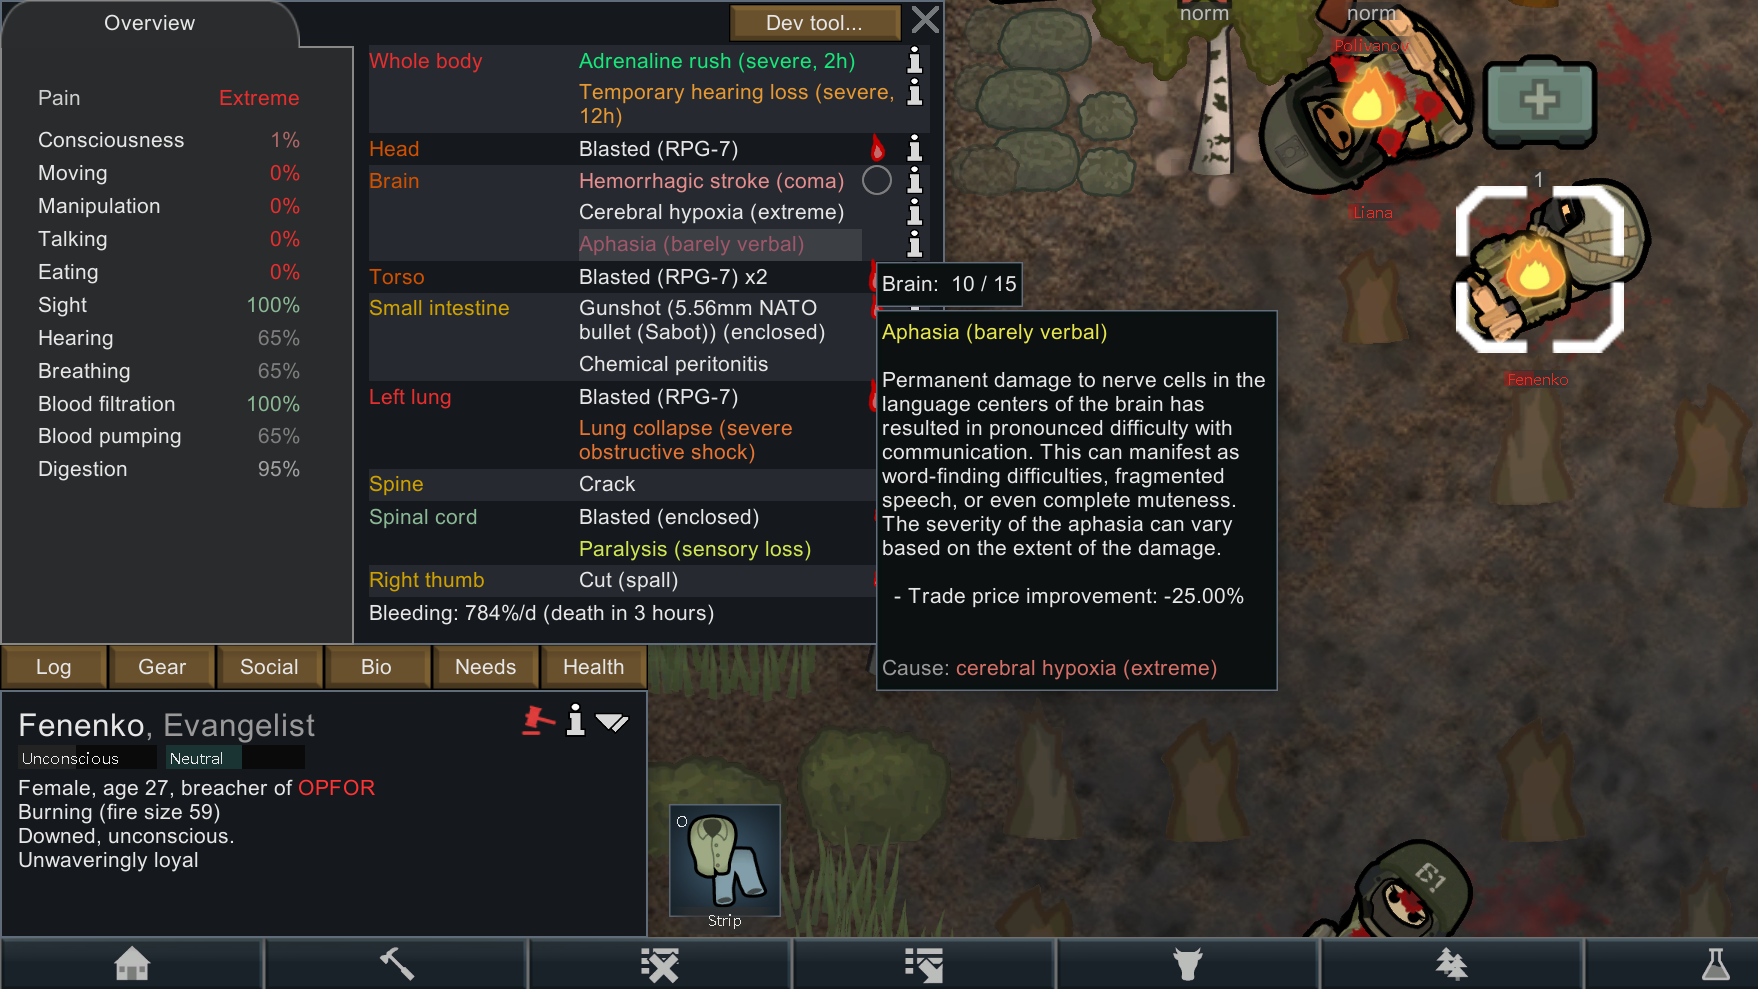 Overview
Dev tool...
Pain Extreme
Consciousness 1%
Moving 0%
Manipulation 0%
Talking 0%
Eating 0%
Sight 100%
Hearing 65%
Breathing 65%
Blood filtration 100%
Blood pumping 65%
Digestion 95%
Whole body Adrenaline rush (severe, 2h)
Temporary hearing loss (severe,
12h)
Head Blasted (RPG-7)
Brain Hemorrhagic stroke (coma)
Cerebral hypoxia (extreme)
Aphasia (barely verbal)
Torso Blasted (RPG-7) x2
Small intestine Gunshot (5.56mm NATO
bullet (Sabot)) (enclosed)
Chemical peritonitis
Left lung Blasted (RPG-7)
Lung collapse (severe
obstructive shock)
Spine Crack
Spinal cord Blasted (enclosed)
Paralysis (sensory loss)
Right thumb Cut (spall)
Bleeding: 784%/d (death in 3 hours)
Brain: 10 / 15
Aphasia (barely verbal)
Permanent damage to nerve cells in the
language centers of the brain has
resulted in pronounced difficulty with
communication. This can manifest as
word-finding difficulties, fragmented
speech, or even complete muteness.
The severity of the aphasia can vary
based on the extent of the damage.
- Trade price improvement: -25.00%
Cause: cerebral hypoxia (extreme)
norm
norm
Polivanov
Liana
1
Fenenko
Log
Gear
Social
Bio
Needs
Health
Fenenko, Evangelist
Unconscious
Neutral
Female, age 27, breacher of OPFOR
Burning (fire size 59)
Downed, unconscious.
Unwaveringly loyal
O
Strip